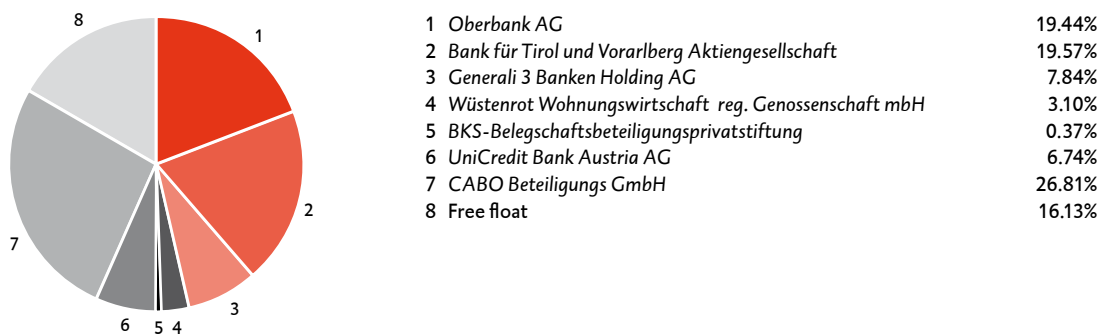 8
1
2
3
4
5
6
7
1 Oberbank AG 19.44%
2 Bank für Tirol und Vorarlberg Aktiengesellschaft 19.57%
3 Generali 3 Banken Holding AG 7.84%
4 Wüstenrot Wohnungswirtschaft reg. Genossenschaft mbH 3.10%
5 BKS-Belegschaftsbeteiligungsprivatstiftung 0.37%
6 UniCredit Bank Austria AG 6.74%
7 CABO Beteiligungs GmbH 26.81%
8 Free float 16.13%